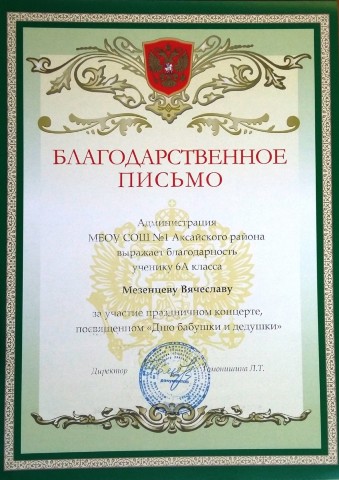 БЛАГОДАРСТВЕННОЕ
ПИСЬМО
Администрация
МБОУ СОШ №1 Аксайского района
выражает благодарность
ученику 6А класса
Мезенцеву Вячеславу
за участие праздничном концерте,
посвященном «Дню бабушки и дедушки»
Директор Л.Т.